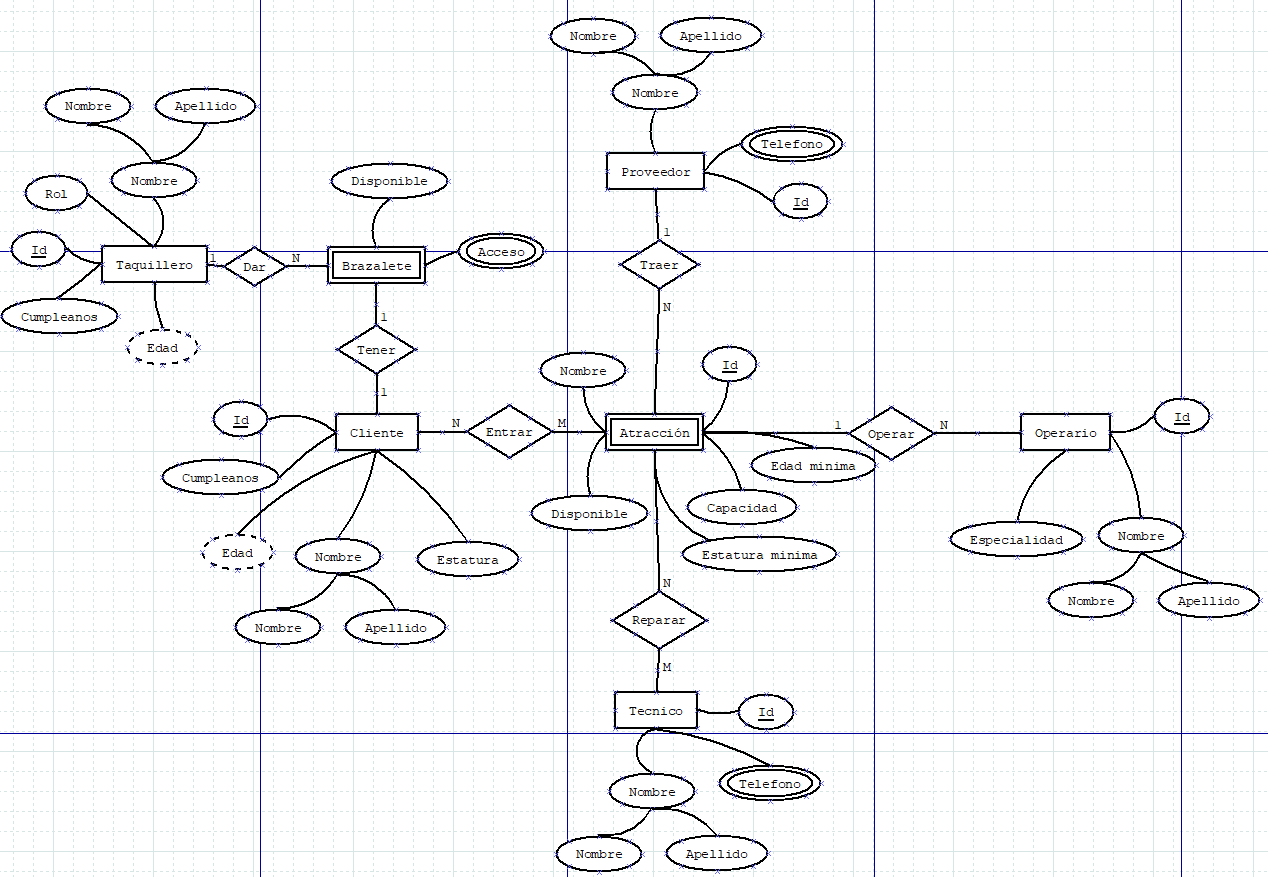 Nombre
Apellido
Nombre
Proveedor
Telefono
Id
1
Traer
N
Nombre
Apellido
Nombre
Rol
Id
Taquillero
Cumpleanos
Edad
1
Dar
N
Disponible
Brazalete
Acceso
1
Tener
1
Id
Cliente
Cumpleanos
Edad
Nombre
Estatura
Nombre
Apellido
N
Entrar
M
Nombre
Id
Atracción
Edad minima
Disponible
Capacidad
Estatura minima
1
Operar
N
Operario
Id
Especialidad
Nombre
Nombre
Apellido
N
Reparar
M
Tecnico
Id
Nombre
Telefono
Nombre
Apellido